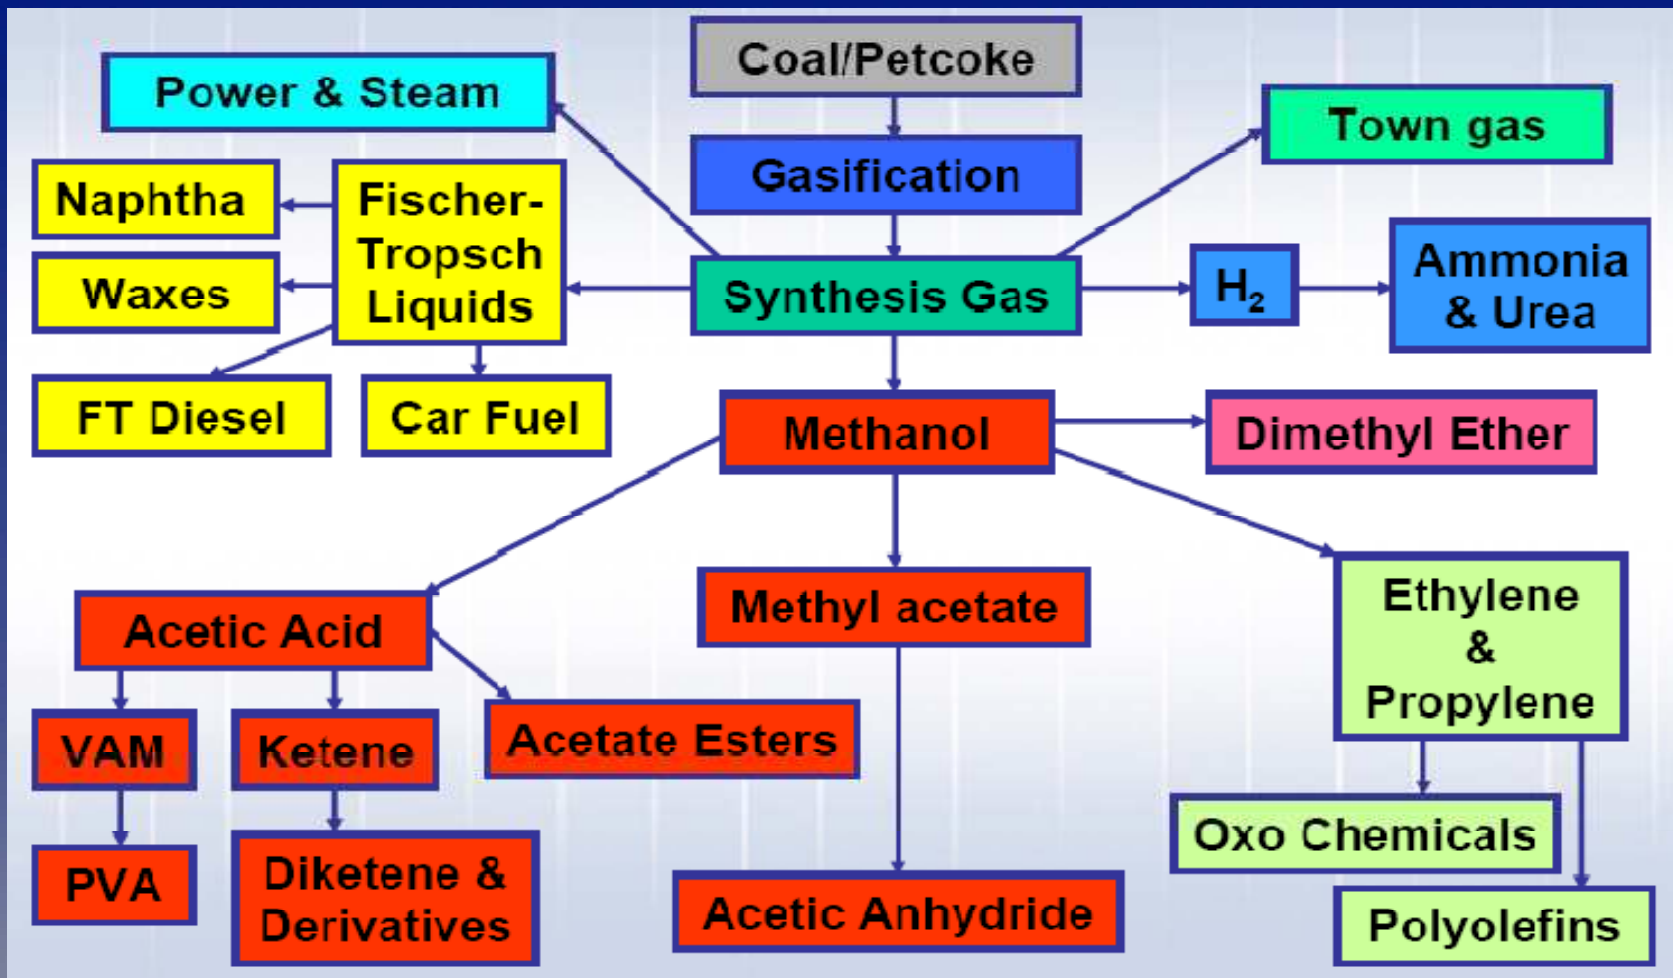 Coal/Petcoke
Power & Steam
Town gas
Gasification
Naphtha
Fischer-
Tropsch
Liquids
Waxes
Synthesis Gas
H₂
Ammonia
& Urea
FT Diesel
Car Fuel
Methanol
Dimethyl Ether
Acetic Acid
Methyl acetate
Ethylene
&
Propylene
VAM
Ketene
Acetate Esters
Oxo Chemicals
PVA
Diketene &
Derivatives
Acetic Anhydride
Polyolefins